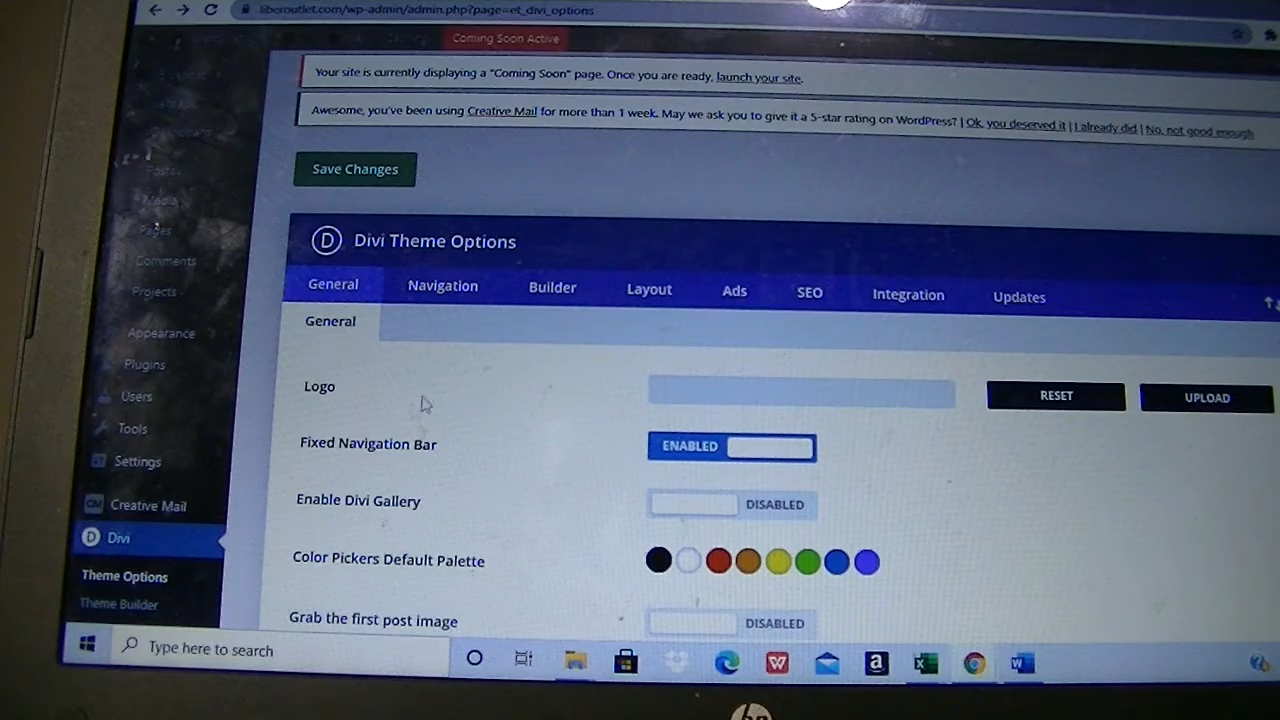 liberoutlet.com/wp-admin/admin.php?page=et_divi_options
Coming Soon Active
Your site is currently displaying a "Coming Soon" page. Once you are ready, launch your site.
Awesome, you've been using Creative Mail for more than 1 week. May we ask you to give it a 5-star rating on WordPress? | Ok, you deserved it | I already did | No, not good enough
Save Changes
Posts
Media
Pages
Comments
Projects
Appearance
Plugins
Users
Tools
Settings
CM Creative Mail
D Divi
Theme Options
Theme Builder
D Divi Theme Options
General Navigation Builder Layout Ads SEO Integration Updates
General
Logo RESET UPLOAD
Fixed Navigation Bar ENABLED
Enable Divi Gallery DISABLED
Color Pickers Default Palette
Grab the first post image DISABLED
Type here to search
hp